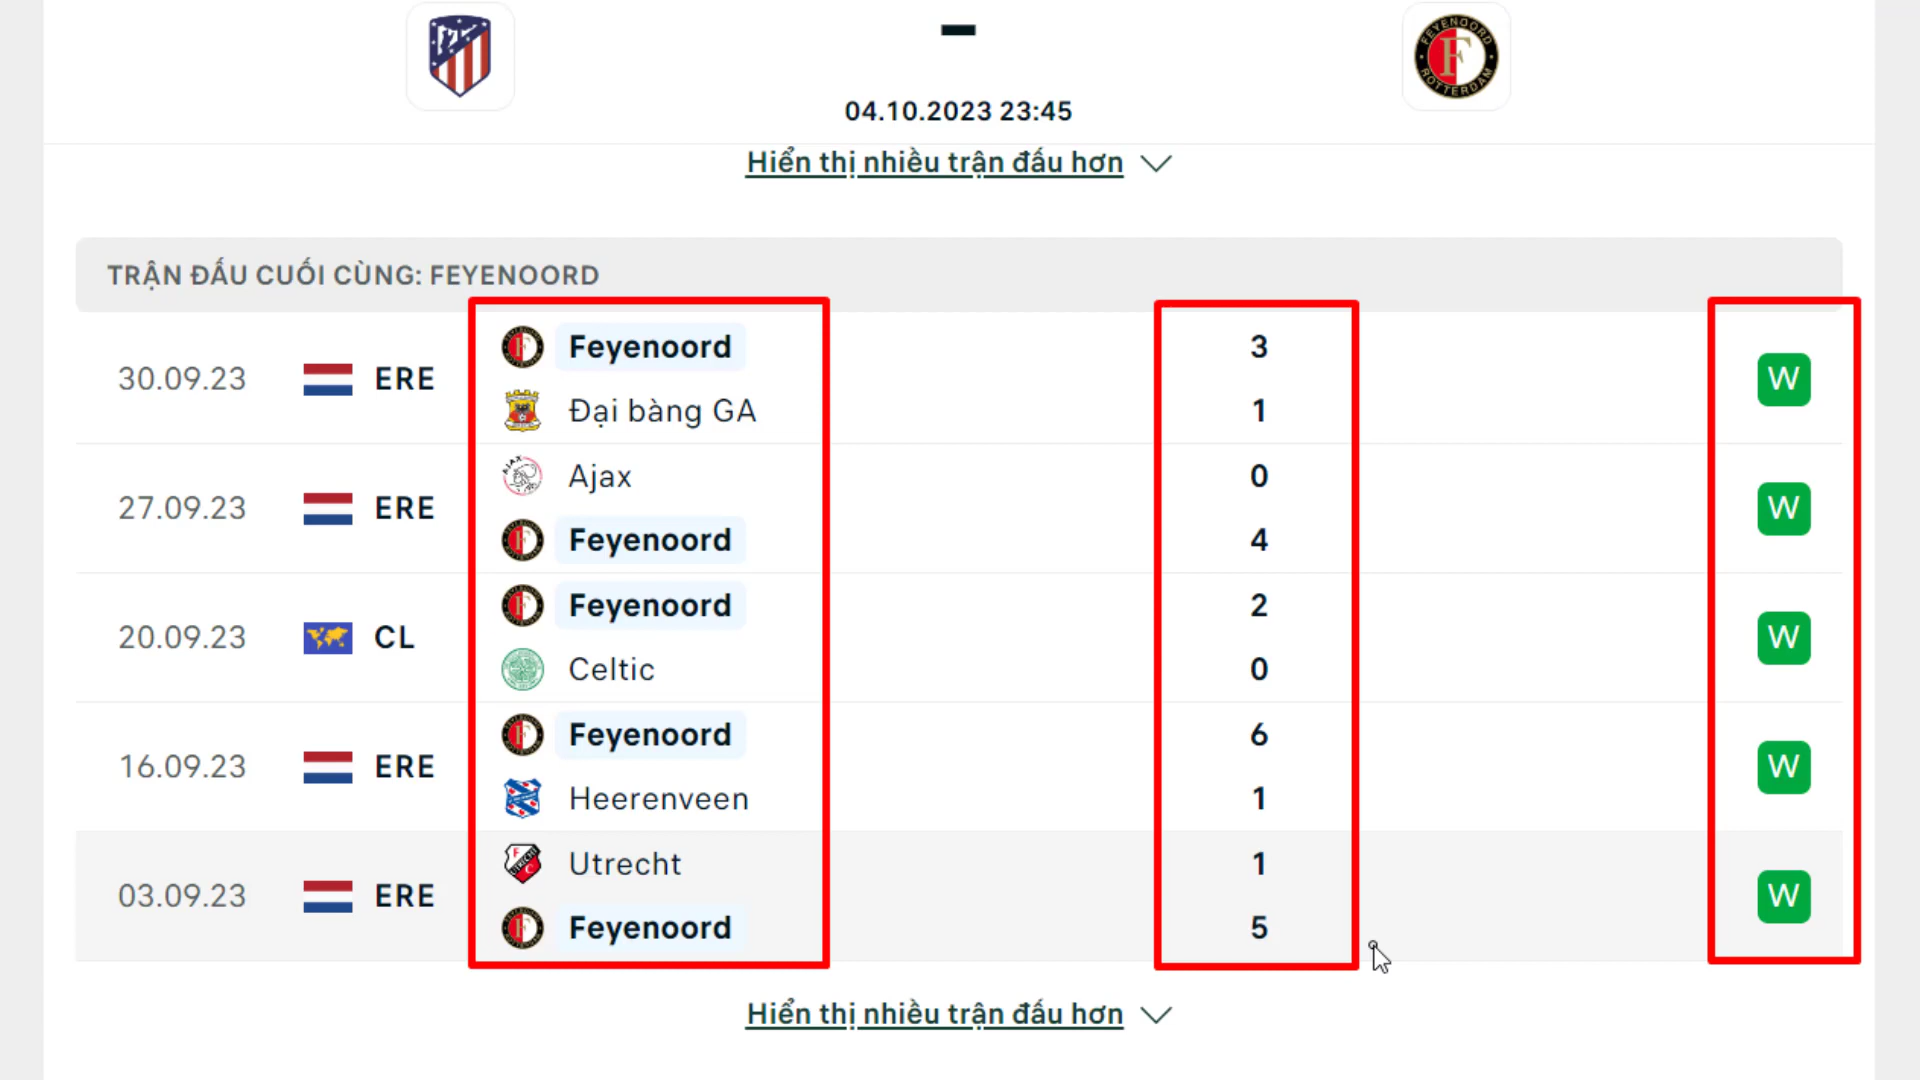 -
04.10.2023 23:45
Hiển thị nhiều trận đấu hơn
TRẬN ĐẤU CUỐI CÙNG: FEYENOORD
30.09.23 ERE Feyenoord 3 W
Đại bàng GA 1
27.09.23 ERE Ajax 0 W
Feyenoord 4
20.09.23 CL Feyenoord 2 W
Celtic 0
16.09.23 ERE Feyenoord 6 W
Heerenveen 1
03.09.23 ERE Utrecht 1 W
Feyenoord 5
Hiển thị nhiều trận đấu hơn